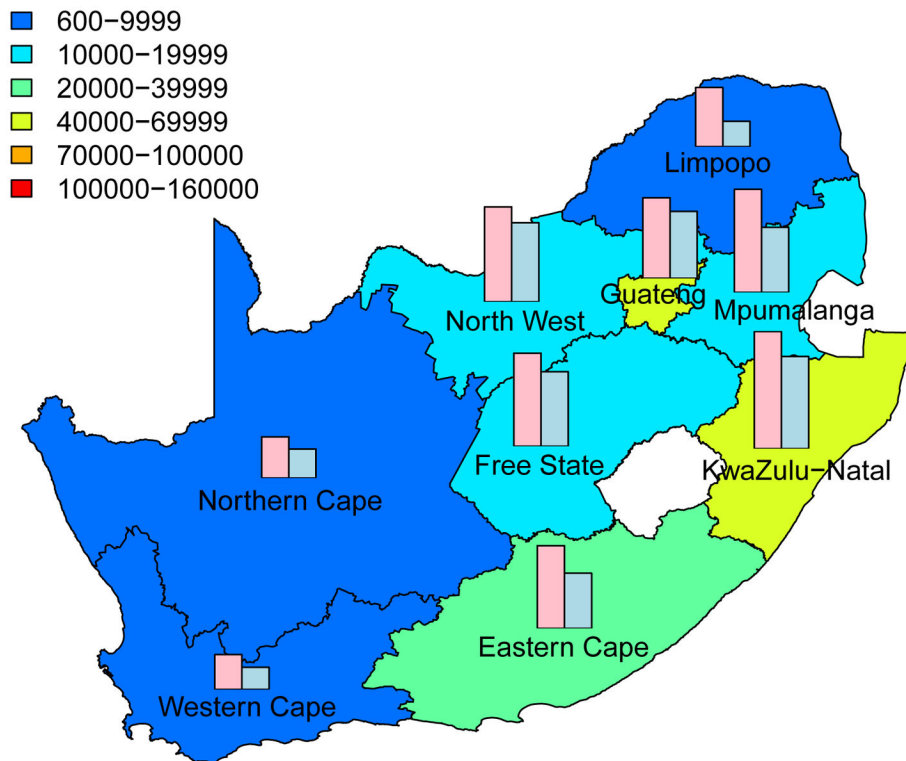 600−9999
10000−19999
20000−39999
40000−69999
70000−100000
100000−160000
Limpopo
Guateng
Mpumalanga
North West
Free State
KwaZulu−Natal
Northern Cape
Eastern Cape
Western Cape